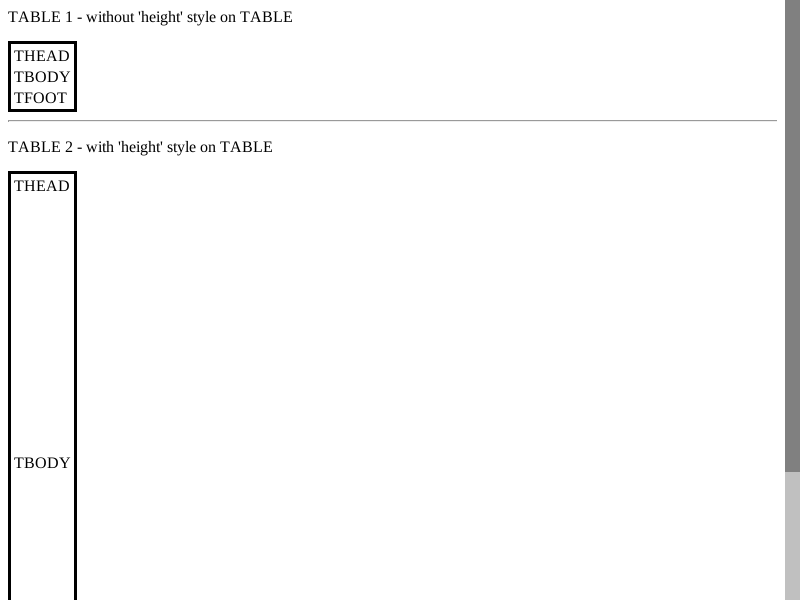 TABLE 1 - without 'height' style on TABLE
THEAD
TBODY
TFOOT
TABLE 2 - with 'height' style on TABLE
THEAD
TBODY